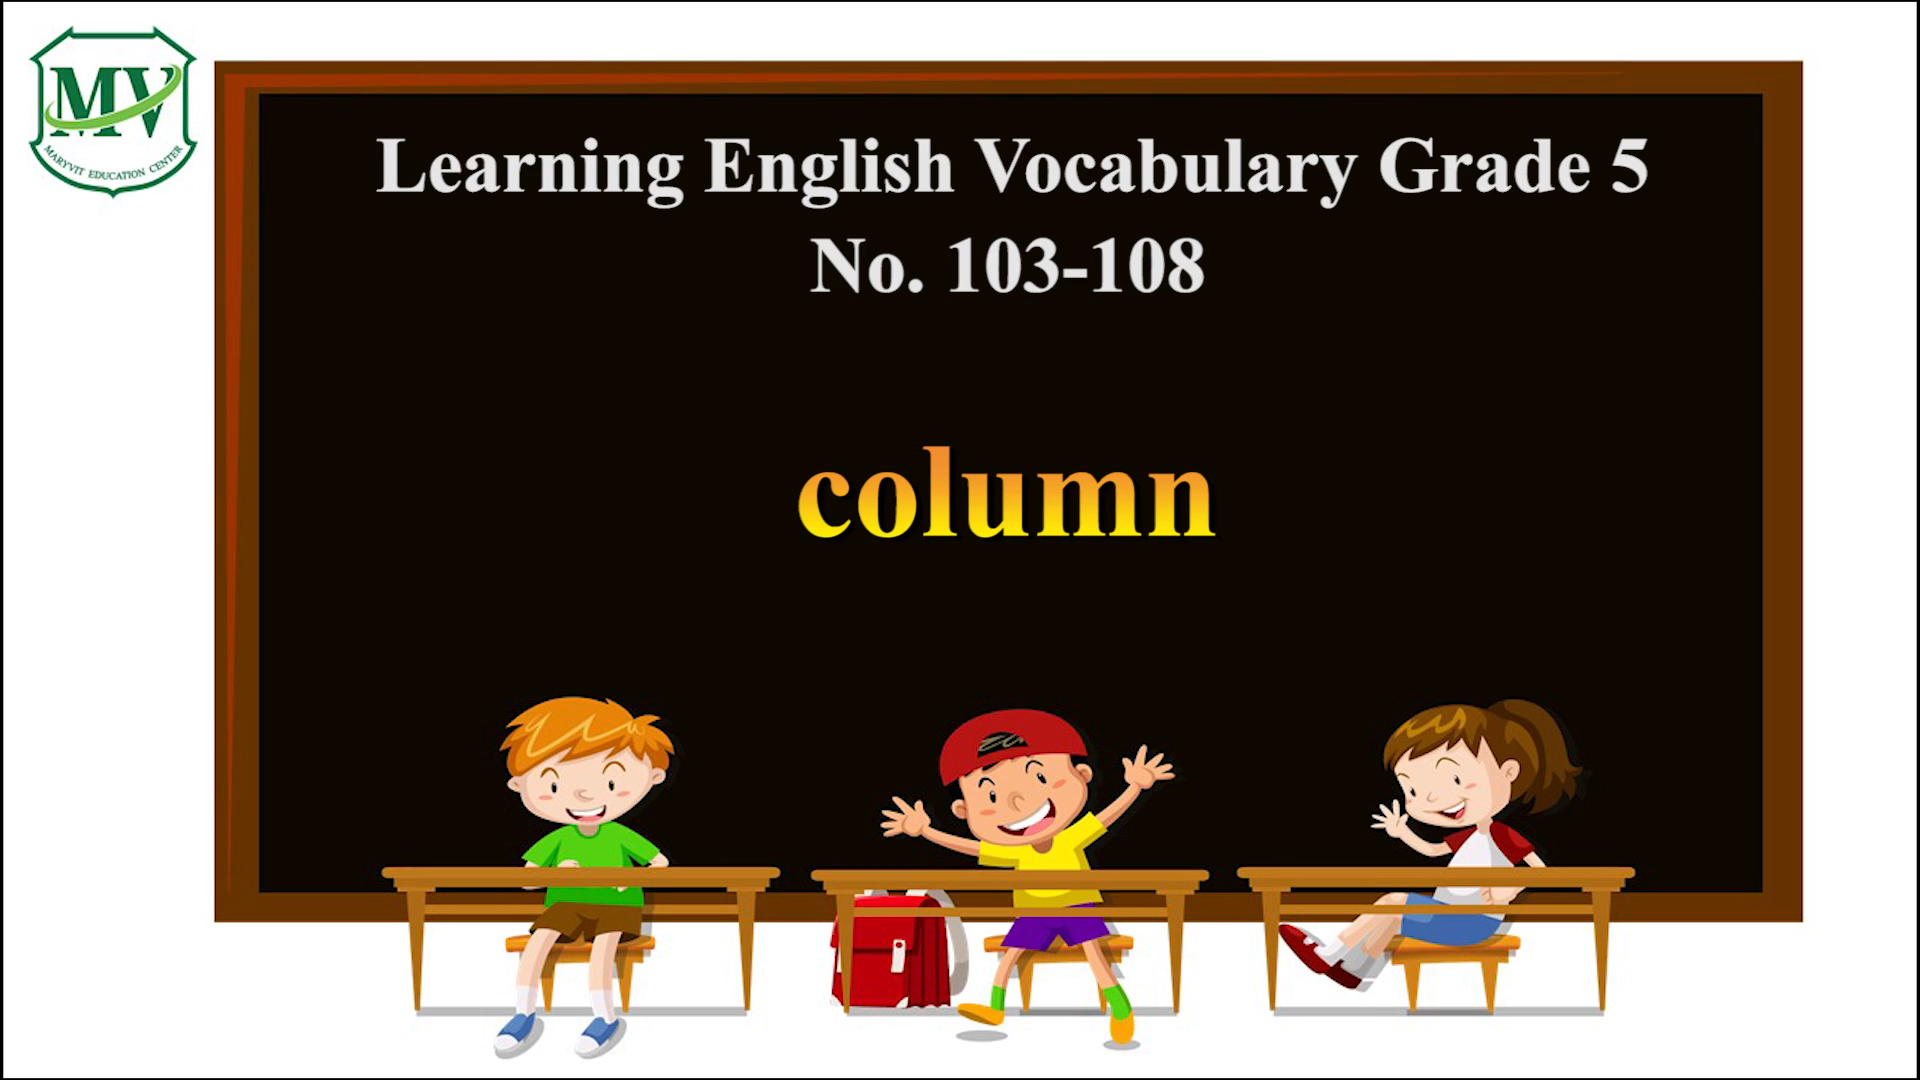 MV
MARYVIT EDUCATION CENTER
Learning English Vocabulary Grade 5
No. 103-108
column